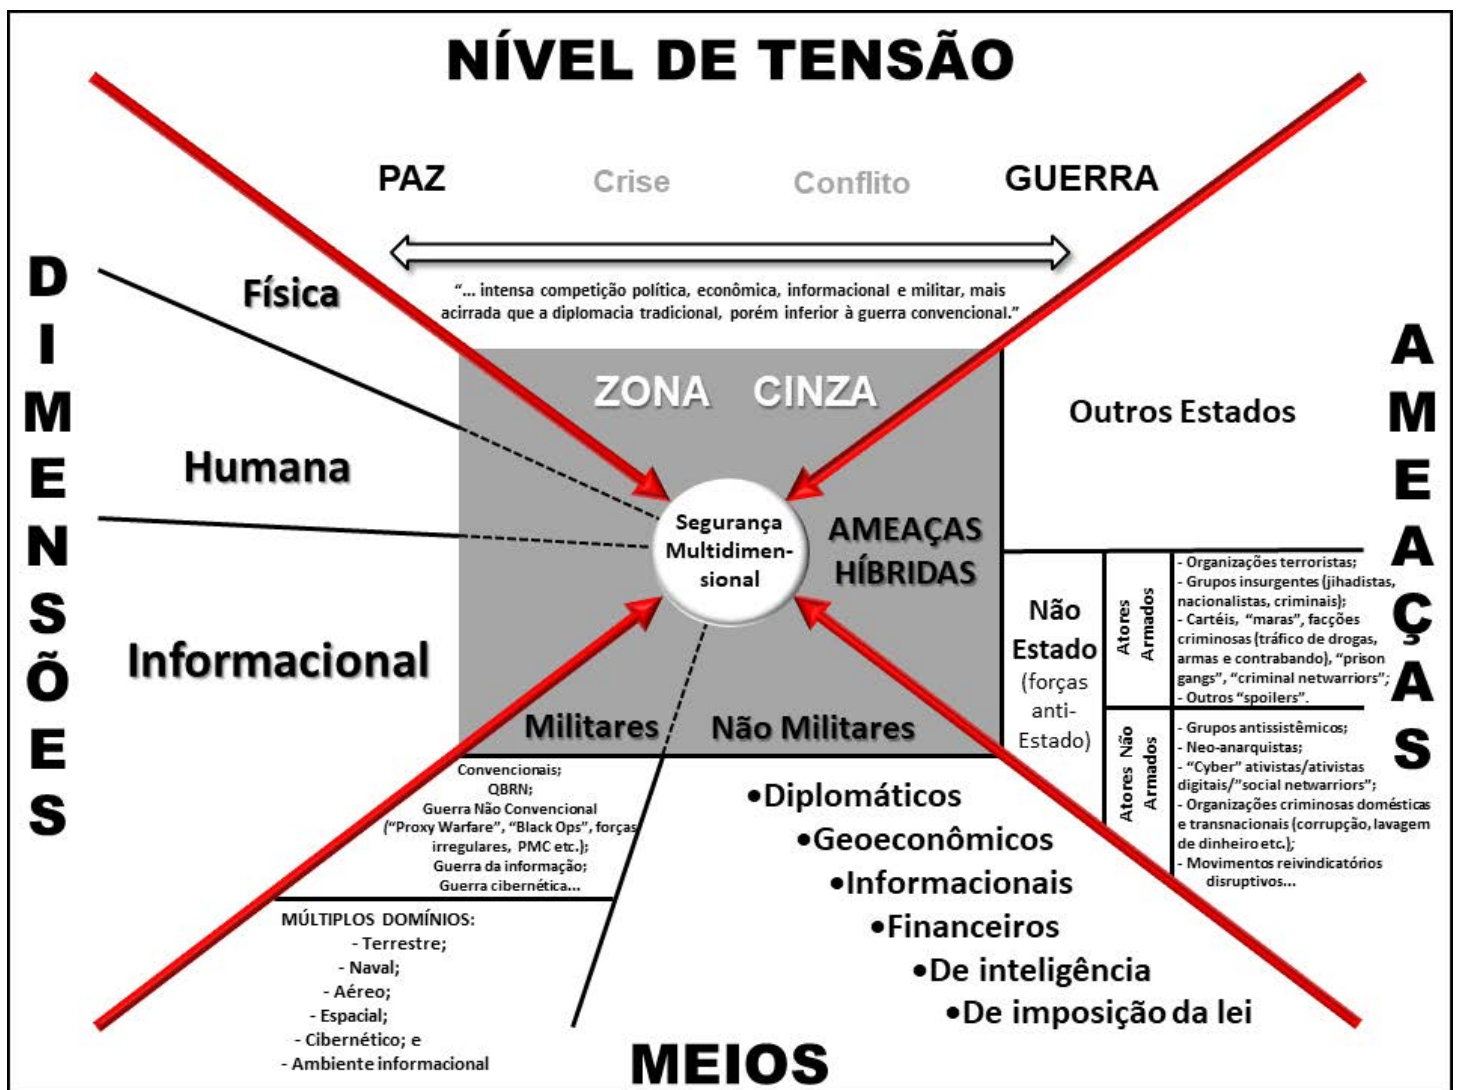 NÍVEL DE TENSÃO
PAZ Crise Conflito GUERRA
“... intensa competição política, econômica, informacional e militar, mais
acirrada que a diplomacia tradicional, porém inferior à guerra convencional.”
DIMENSÕES
Física
Humana
Informacional
ZONA CINZA
Segurança
Multidimen-
sional
AMEAÇAS
HÍBRIDAS
Militares
Não Militares
AMEAÇAS
Outros Estados
Não
Estado
(forças
anti-
Estado)
Atores
Armados
- Organizações terroristas;
- Grupos insurgentes (jihadistas,
nacionalistas, criminais);
- Cartéis, “maras”, facções
criminosas (tráfico de drogas,
armas e contrabando), “prison
gangs”, “criminal netwarriors”;
- Outros “spoilers”.
Atores Não
Armados
- Grupos antissistêmicos;
- Neo-anarquistas;
- “Cyber” ativistas/ativistas
digitais/”social netwarriors”;
- Organizações criminosas domésticas
e transnacionais (corrupção, lavagem
de dinheiro etc.);
- Movimentos reivindicatórios
disruptivos...
Convencionais;
QBRN;
Guerra Não Convencional
(“Proxy Warfare”, “Black Ops”, forças
irregulares, PMC etc.);
Guerra da informação;
Guerra cibernética...
MÚLTIPLOS DOMÍNIOS:
- Terrestre;
- Naval;
- Aéreo;
- Espacial;
- Cibernético; e
- Ambiente informacional
•Diplomáticos
•Geoeconômicos
•Informacionais
•Financeiros
•De inteligência
•De imposição da lei
MEIOS